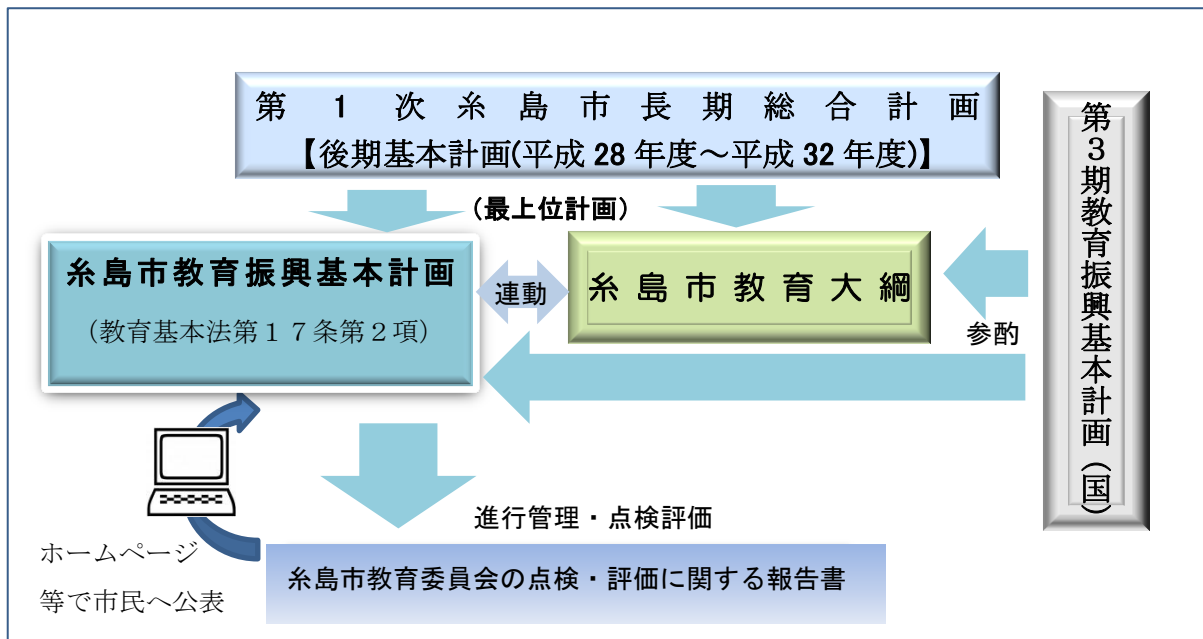 第1次糸島市長期総合計画
【後期基本計画(平成 28 年度～平成 32 年度)】
(最上位計画)
第3期教育振興基本計画(国)
糸島市教育振興基本計画
(教育基本法第17条第2項)
連動
糸島市教育大綱
参酌
進行管理・点検評価
ホームページ
等で市民へ公表
糸島市教育委員会の点検・評価に関する報告書